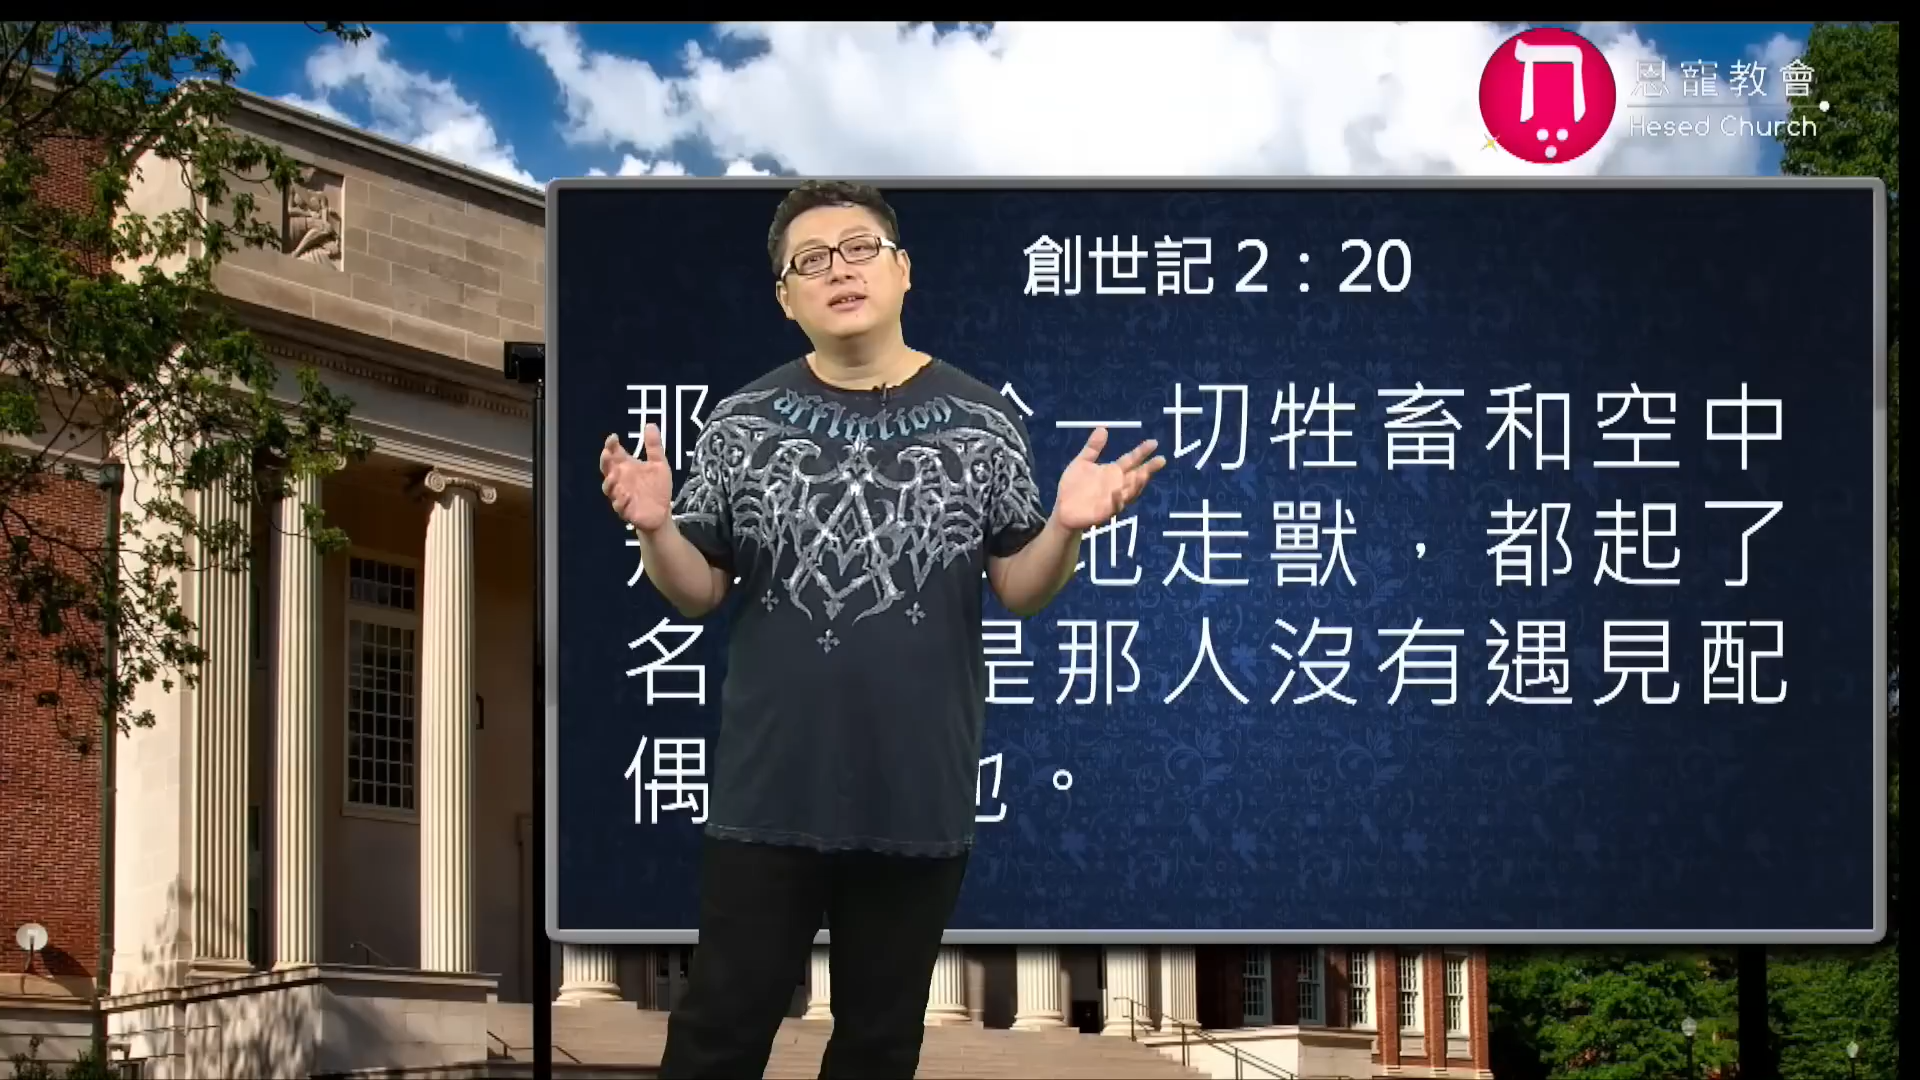 恩寵教會
Hesed Church
創世記 2：20
那 一切牲畜和空中
地走獸，都起了
名 是那人沒有遇見配
偶 他。
affliction